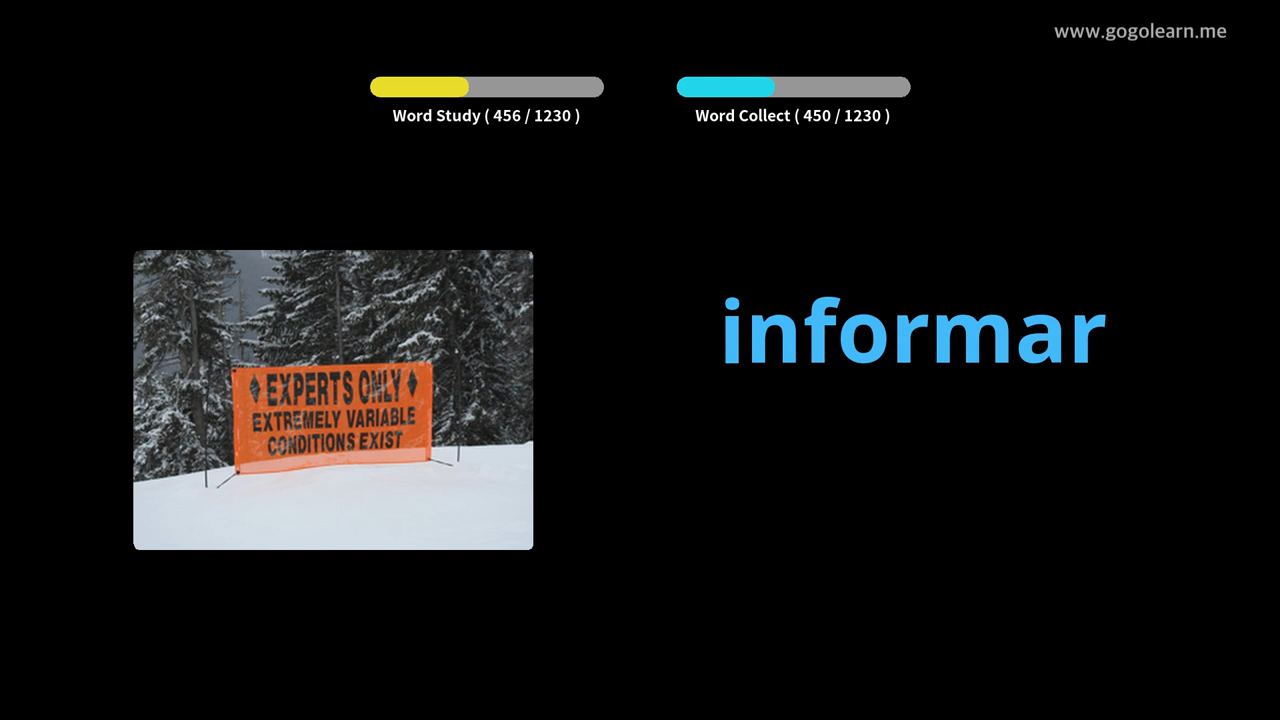 www.gogolearn.me
Word Study ( 456 / 1230 )
Word Collect ( 450 / 1230 )
informar
EXPERTS ONLY
EXTREMELY VARIABLE
CONDITIONS EXIST